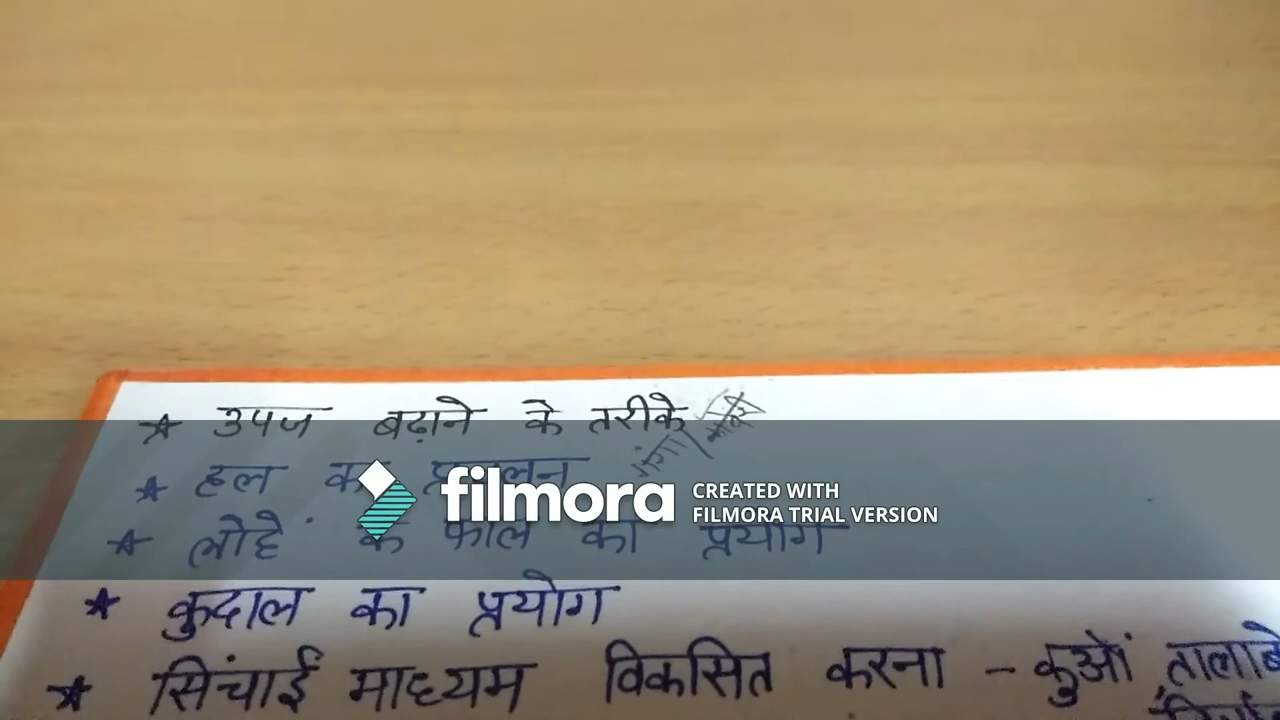 ★ उपज बढ़ाने के तरीके
★ हल का प्रचलन गंगा
★ लोहें के फाल का प्रयोग
★ कुदाल का प्रयोग
★ सिंचाई माध्यम विकसित करना - कुओं
filmora
CREATED WITH
FILMORA TRIAL VERSION